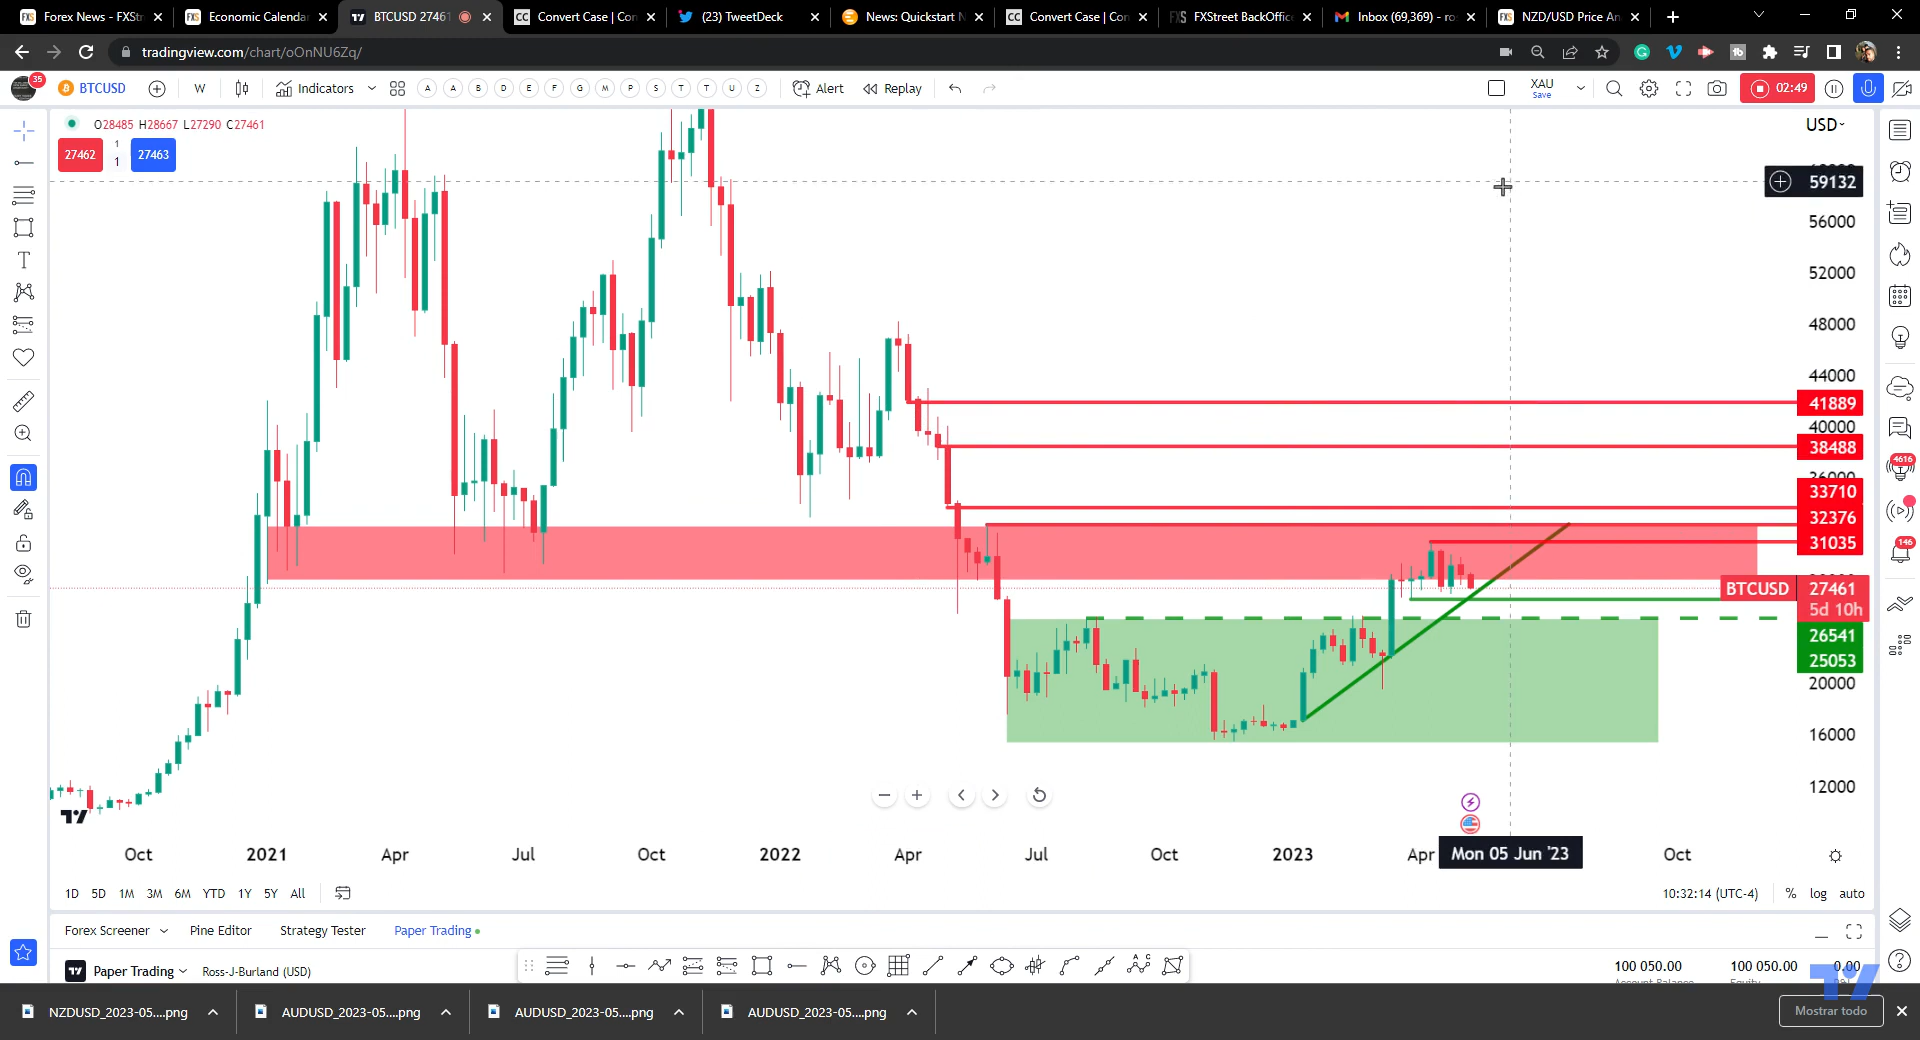 Forex News - FXStr
Economic Calenda
BTCUSD 27461
Convert Case | Con
(23) TweetDeck
News: Quickstart N
Convert Case | Con
FXStreet BackOffic
Inbox (69,369) - ro
NZD/USD Price An
tradingview.com/chart/oOnNU6Zq/
35
BTCUSD
W
Indicators
A A B D E F G M P S T T U Z
Alert
Replay
XAU
Save
02:49
O28485 H28667 L27290 C27461
27462
1
1
27463
USD
59132
56000
52000
48000
44000
41889
40000
38488
33710
32376
31035
BTCUSD
27461
5d 10h
26541
25053
20000
16000
12000
4616
146
Oct
2021
Apr
Jul
Oct
2022
Apr
Jul
Oct
2023
Apr
Mon 05 Jun '23
Oct
1D 5D 1M 3M 6M YTD 1Y 5Y All
10:32:14 (UTC-4)
% log auto
Forex Screener
Pine Editor
Strategy Tester
Paper Trading
Paper Trading
Ross-J-Burland (USD)
100 050.00
100 050.00
0.00
Account Balance
Equity
NZDUSD_2023-05....png
AUDUSD_2023-05....png
AUDUSD_2023-05....png
AUDUSD_2023-05....png
Mostrar todo